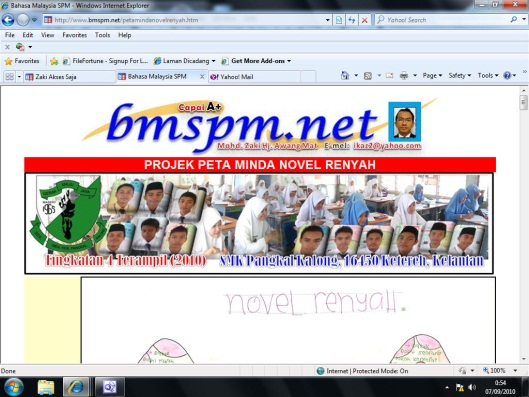 Bahasa Malaysia SPM - Windows Internet Explorer
http://www.bmspm.net/petamindanovelrenyah.htm
Yahoo! Search
File Edit View Favorites Tools Help
x
Favorites FileFortune - Signup For L... Laman Dicadang Get More Add-ons
Zaki Akses Saja Bahasa Malaysia SPM Yahoo! Mail Page Safety Tools
Capai A+
bmspm.net
Mohd. Zaki Hj. Awang Mat E-mel: ikaz2@yahoo.com
PROJEK PETA MINDA NOVEL RENYAH
Tingkatan 4 Terampil (2010) SMK Pangkal Kalong, 16450 Ketereh, Kelantan
novel renyah.
Done Internet | Protected Mode: On 100%
0:54
07/09/2010